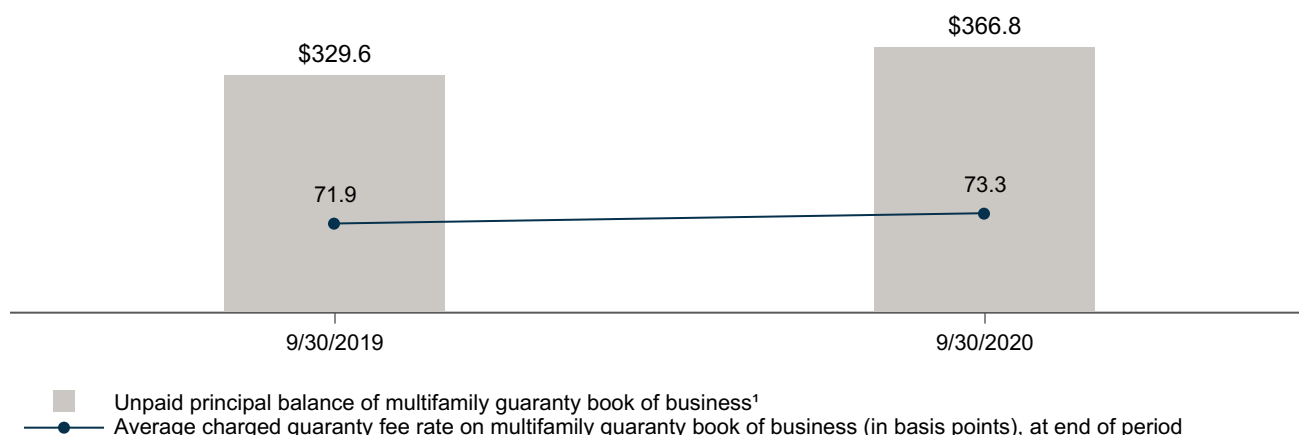 $366.8
$329.6
73.3
71.9
9/30/2019 9/30/2020
Unpaid principal balance of multifamily guaranty book of business¹
Average charged guaranty fee rate on multifamily guaranty book of business (in basis points), at end of period